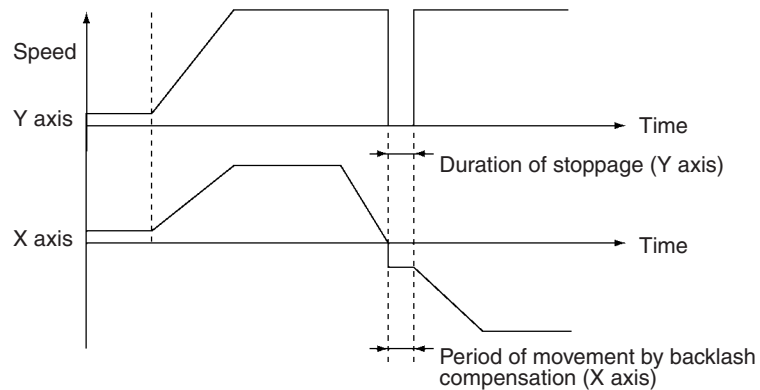 Speed
Y axis
Time
Duration of stoppage (Y axis)
X axis
Time
Period of movement by backlash
compensation (X axis)